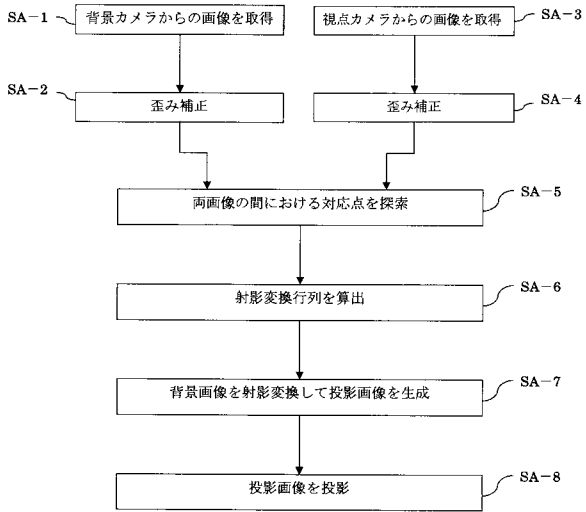 SA-1
背景カメラからの画像を取得
視点カメラからの画像を取得
SA-3
SA-2
歪み補正
歪み補正
SA-4
両画像の間における対応点を探索
SA-5
射影変換行列を算出
SA-6
背景画像を射影変換して投影画像を生成
SA-7
投影画像を投影
SA-8